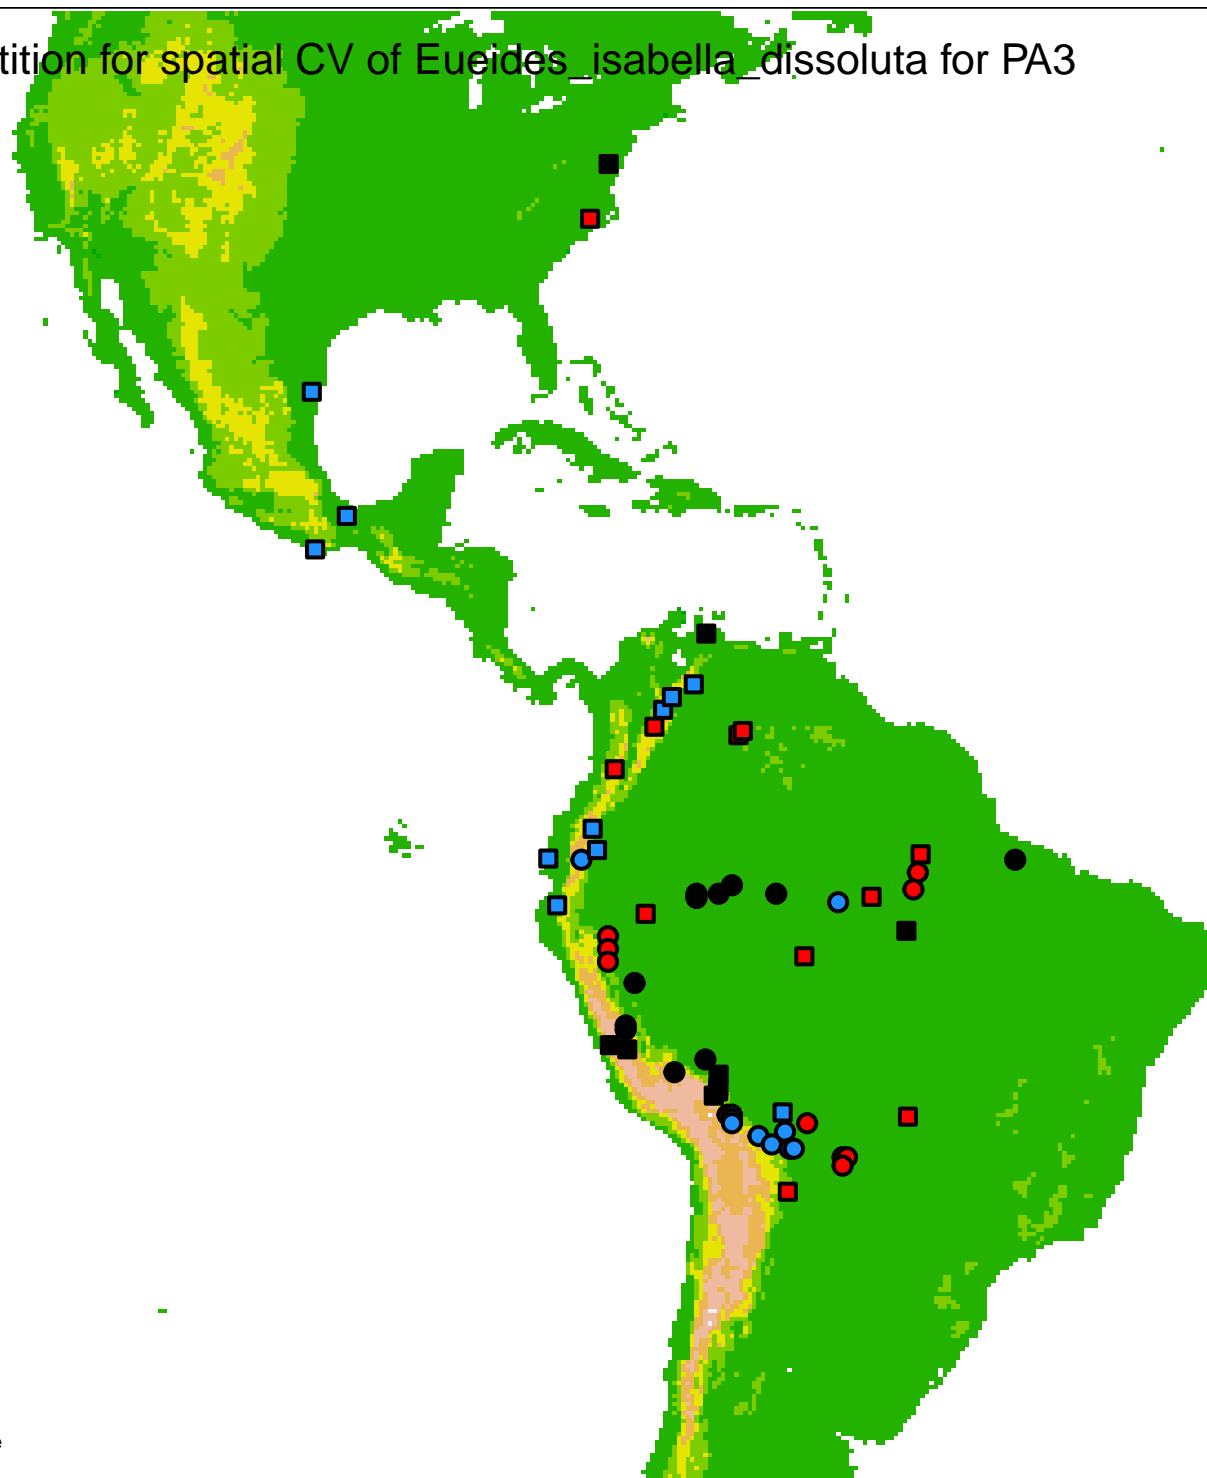 tition for spatial CV of Eueides_isabella_dissoluta for PA3